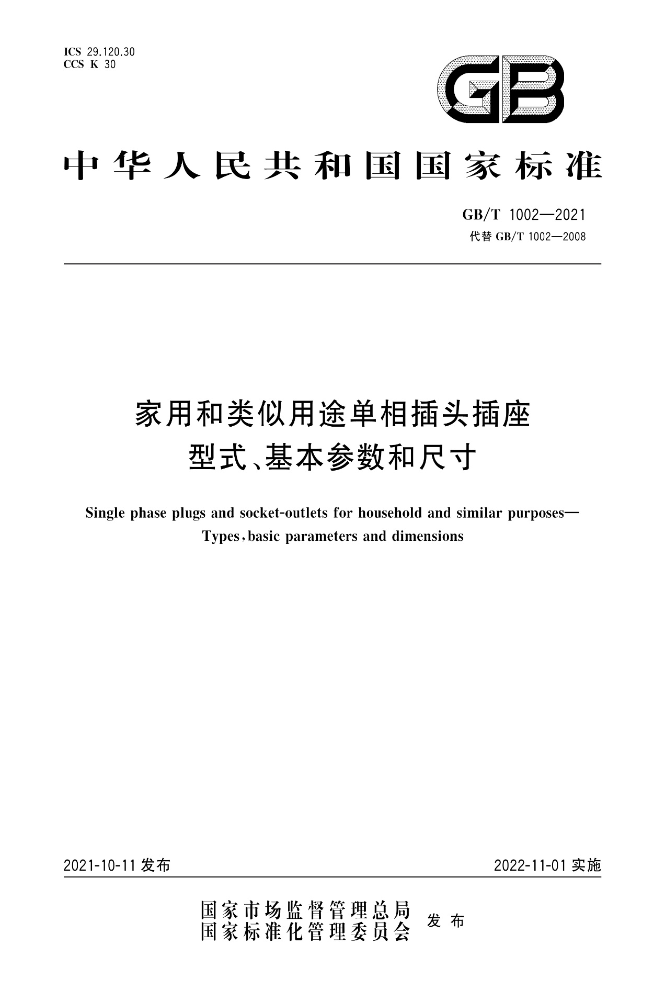 ICS 29.120.30
CCS K 30
GB
中华人民共和国国家标准
GB/T 1002—2021
代替 GB/T 1002—2008
家用和类似用途单相插头插座
型式、基本参数和尺寸
Single phase plugs and socket-outlets for household and similar purposes—
Types,basic parameters and dimensions
2021-10-11 发布
2022-11-01 实施
国家市场监督管理总局
国家标准化管理委员会
发布